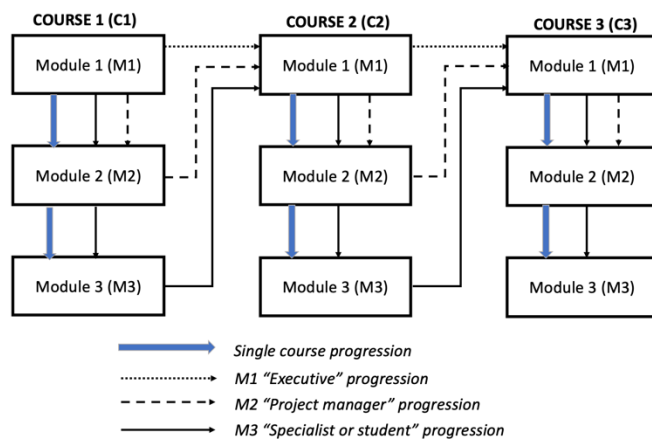 COURSE 1 (C1)
COURSE 2 (C2)
COURSE 3 (C3)
Module 1 (M1)
Module 1 (M1)
Module 1 (M1)
Module 2 (M2)
Module 2 (M2)
Module 2 (M2)
Module 3 (M3)
Module 3 (M3)
Module 3 (M3)
Single course progression
M1 “Executive” progression
M2 “Project manager” progression
M3 “Specialist or student” progression